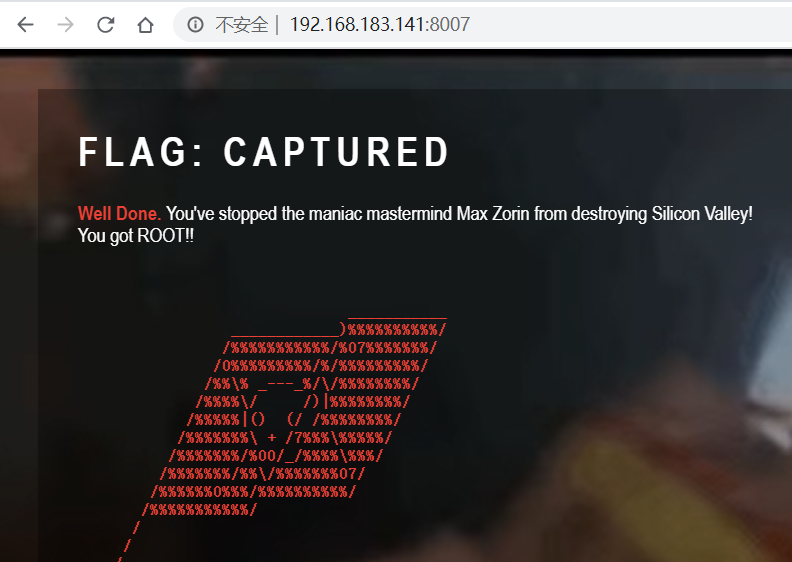 不安全 | 192.168.183.141:8007
FLAG: CAPTURED
Well Done. You've stopped the maniac mastermind Max Zorin from destroying Silicon Valley!
You got ROOT!!
                              ___________
                 ____________)%%%%%%%%%%/
                /%%%%%%%%%%%/%07%%%%%%%/
               /0%%%%%%%%%/%/%%%%%%%%%/
              /%%\% _---_%/\/%%%%%%%%/
             /%%%%\/     /)|%%%%%%%%/
            /%%%%%|()  (/ /%%%%%%%%/
           /%%%%%%%\ + /7%%%\%%%%%/
          /%%%%%%%/%00/_/%%%%\%%%/
         /%%%%%%%/%%\/%%%%%%%07/
        /%%%%%%0%%%/%%%%%%%%%%/
       /%%%%%%%%%%%/
      /
     /
    /